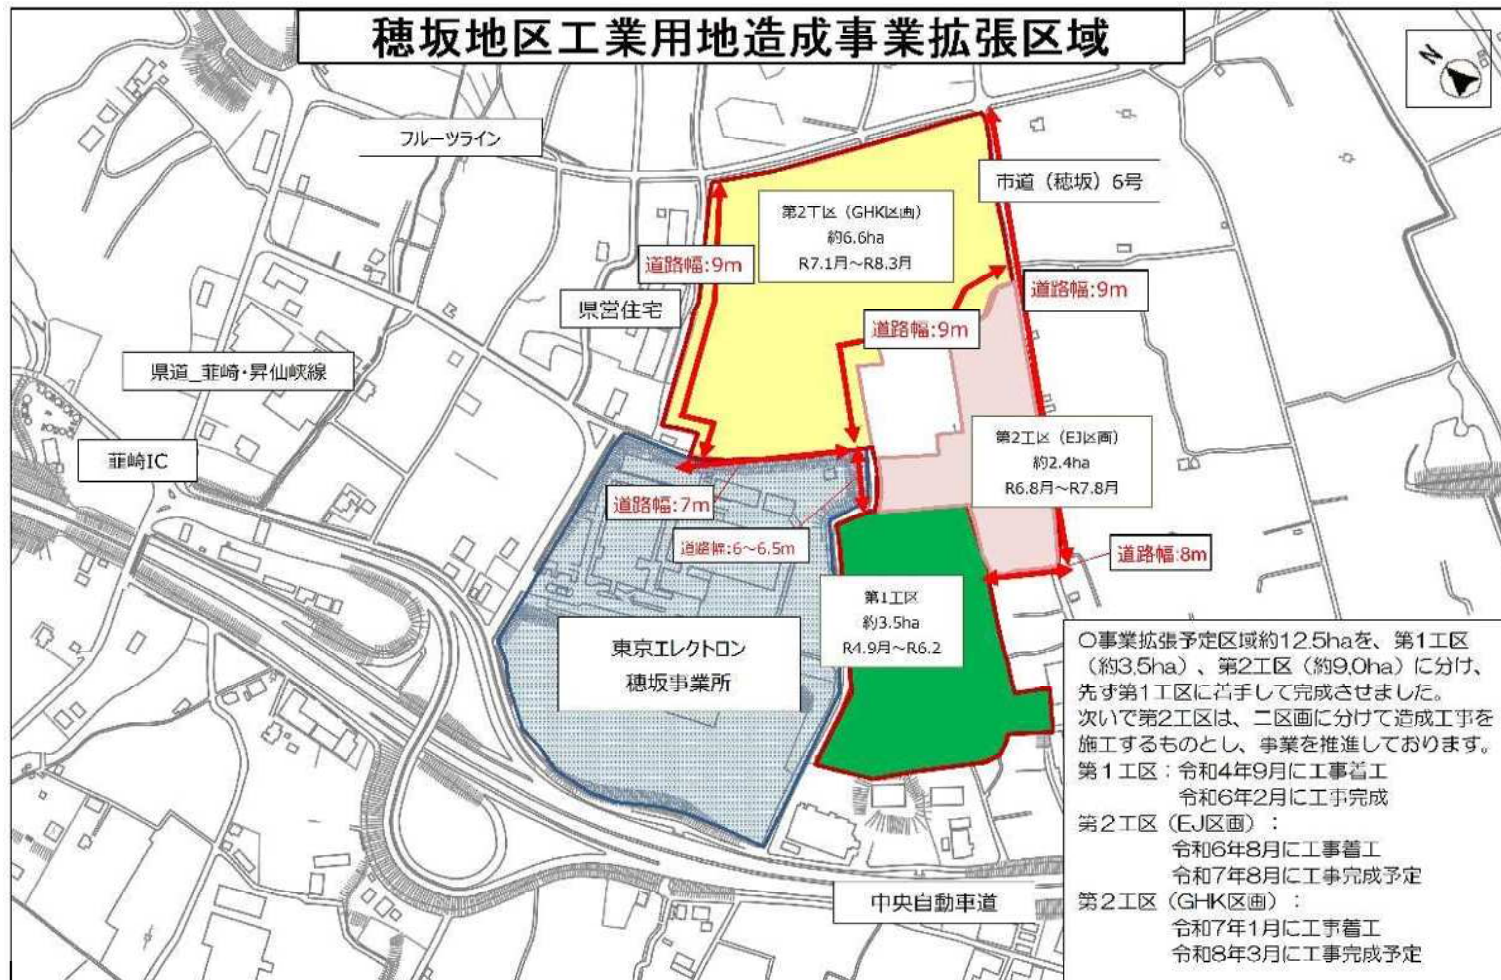 穂坂地区工業用地造成事業拡張区域
N
フルーツライン
市道（穂坂）6号
第2工区（GHK区画）
約6.6ha
R7.1月～R8.3月
道路幅:9m
道路幅:9m
県営住宅
道路幅:9m
県道_韮崎・昇仙峡線
第2工区（EJ区画）
約2.4ha
R6.8月～R7.8月
韮崎IC
道路幅:7m
道路幅:6～6.5m
道路幅:8m
第1工区
約3.5ha
R4.9月～R6.2
東京エレクトロン
穂坂事業所
○事業拡張予定区域約12.5haを、第1工区
（約3.5ha）、第2工区（約9.0ha）に分け、
先ず第1工区に着手して完成させました。
次いで第2工区は、二区画に分けて造成工事を
施工するものとし、事業を推進しております。
第1工区：令和4年9月に工事着工
令和6年2月に工事完成
第2工区（EJ区画）：
令和6年8月に工事着工
令和7年8月に工事完成予定
第2工区（GHK区画）：
令和7年1月に工事着工
令和8年3月に工事完成予定
中央自動車道